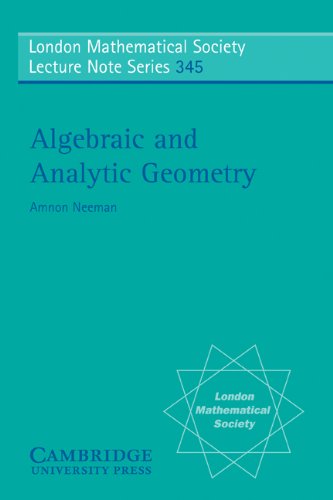 London Mathematical Society
Lecture Note Series 345
Algebraic and
Analytic Geometry
Amnon Neeman
London
Mathematical
Society
CAMBRIDGE
UNIVERSITY PRESS